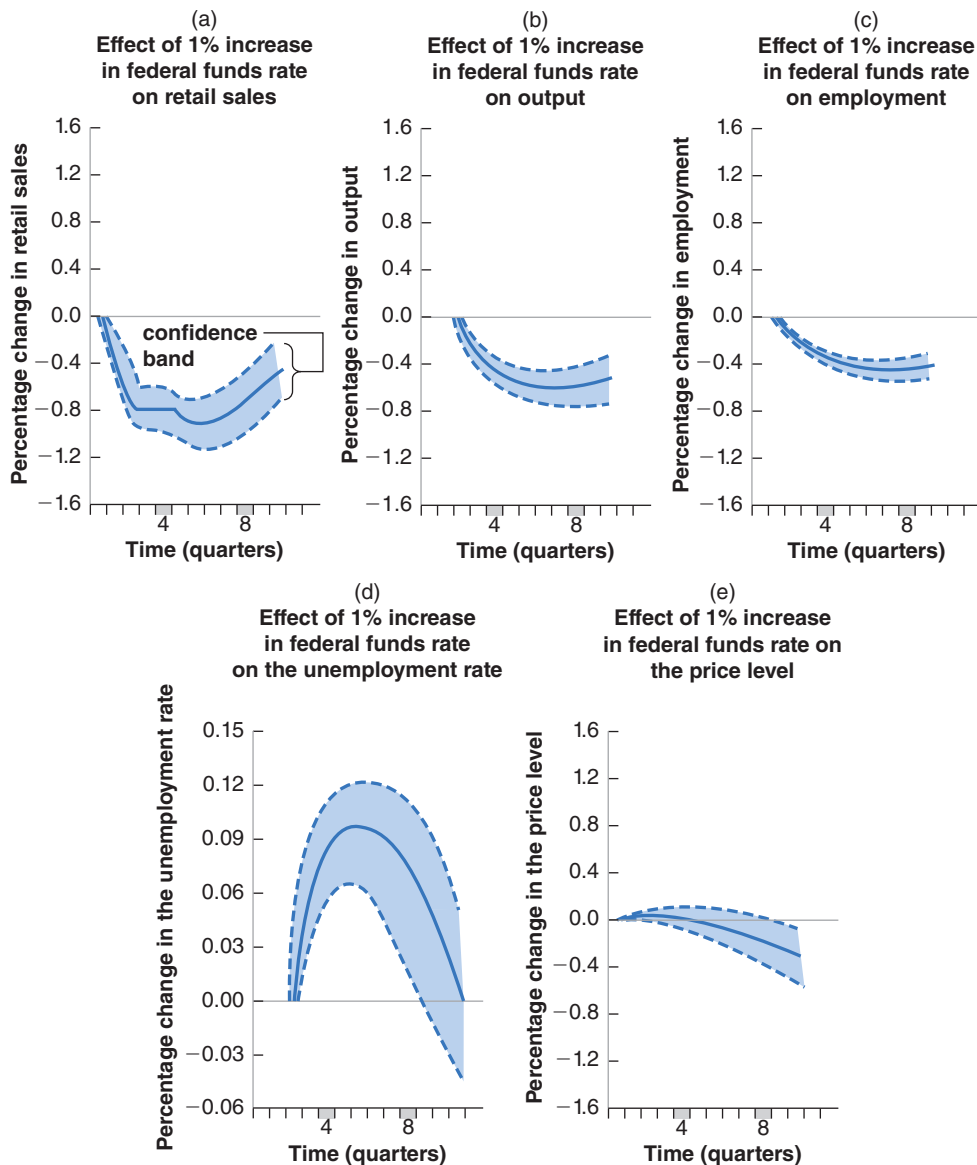 (a)
Effect of 1% increase
in federal funds rate
on retail sales
Percentage change in retail sales
1.6
1.2
0.8
0.4
0.0
−0.4
−0.8
−1.2
−1.6
confidence
band
4
8
Time (quarters)
(b)
Effect of 1% increase
in federal funds rate
on output
Percentage change in output
1.6
1.2
0.8
0.4
0.0
−0.4
−0.8
−1.2
−1.6
4
8
Time (quarters)
(c)
Effect of 1% increase
in federal funds rate
on employment
Percentage change in employment
1.6
1.2
0.8
0.4
0.0
−0.4
−0.8
−1.2
−1.6
4
8
Time (quarters)
(d)
Effect of 1% increase
in federal funds rate
on the unemployment rate
Percentage change in the unemployment rate
0.15
0.12
0.09
0.06
0.03
0.00
−0.03
−0.06
4
8
Time (quarters)
(e)
Effect of 1% increase
in federal funds rate on
the price level
Percentage change in the price level
1.6
1.2
0.8
0.4
0.0
−0.4
−0.8
−1.2
−1.6
4
8
Time (quarters)